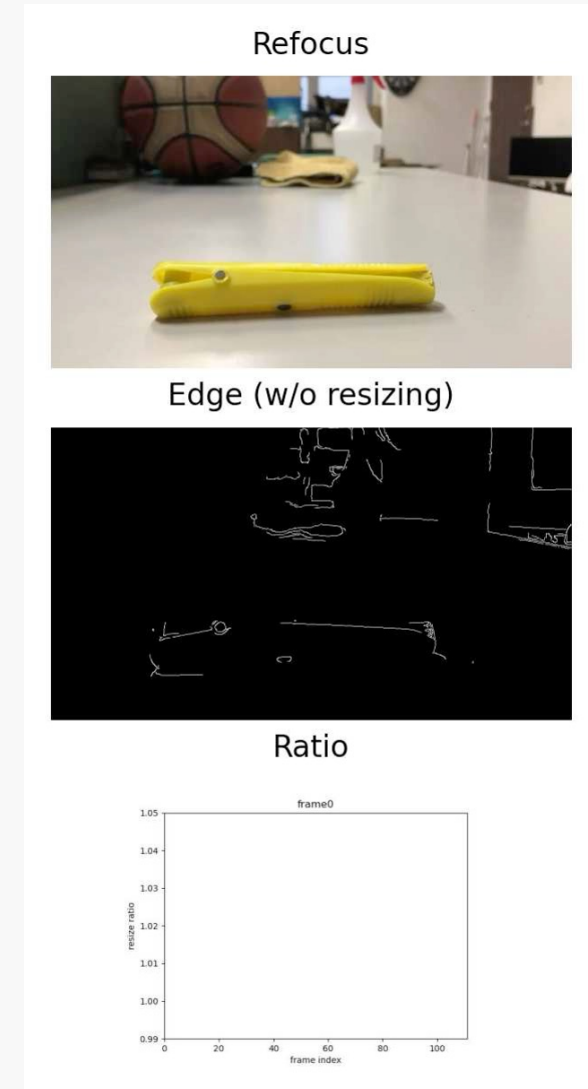 Refocus
Edge (w/o resizing)
Ratio
frame0
1.05
1.04
1.03
1.02
1.01
1.00
0.99
resize ratio
0 20 40 60 80 100
frame index